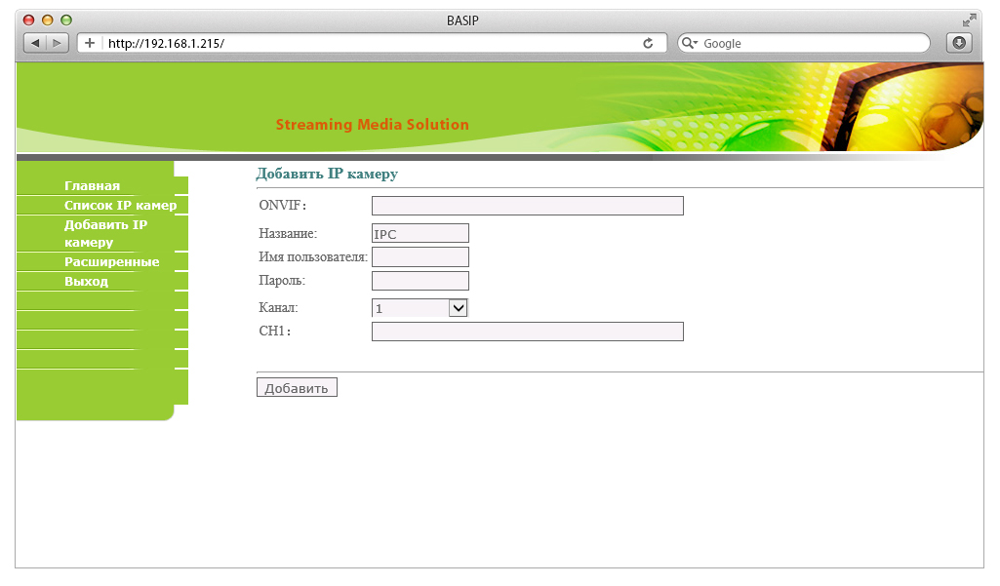 BASIP
http://192.168.1.215/
Google
Streaming Media Solution
Главная
Список IP камер
Добавить IP
камеру
Расширенные
Выход
Добавить IP камеру
ONVIF:
Название: IPC
Имя пользователя:
Пароль:
Канал: 1
CH1:
Добавить